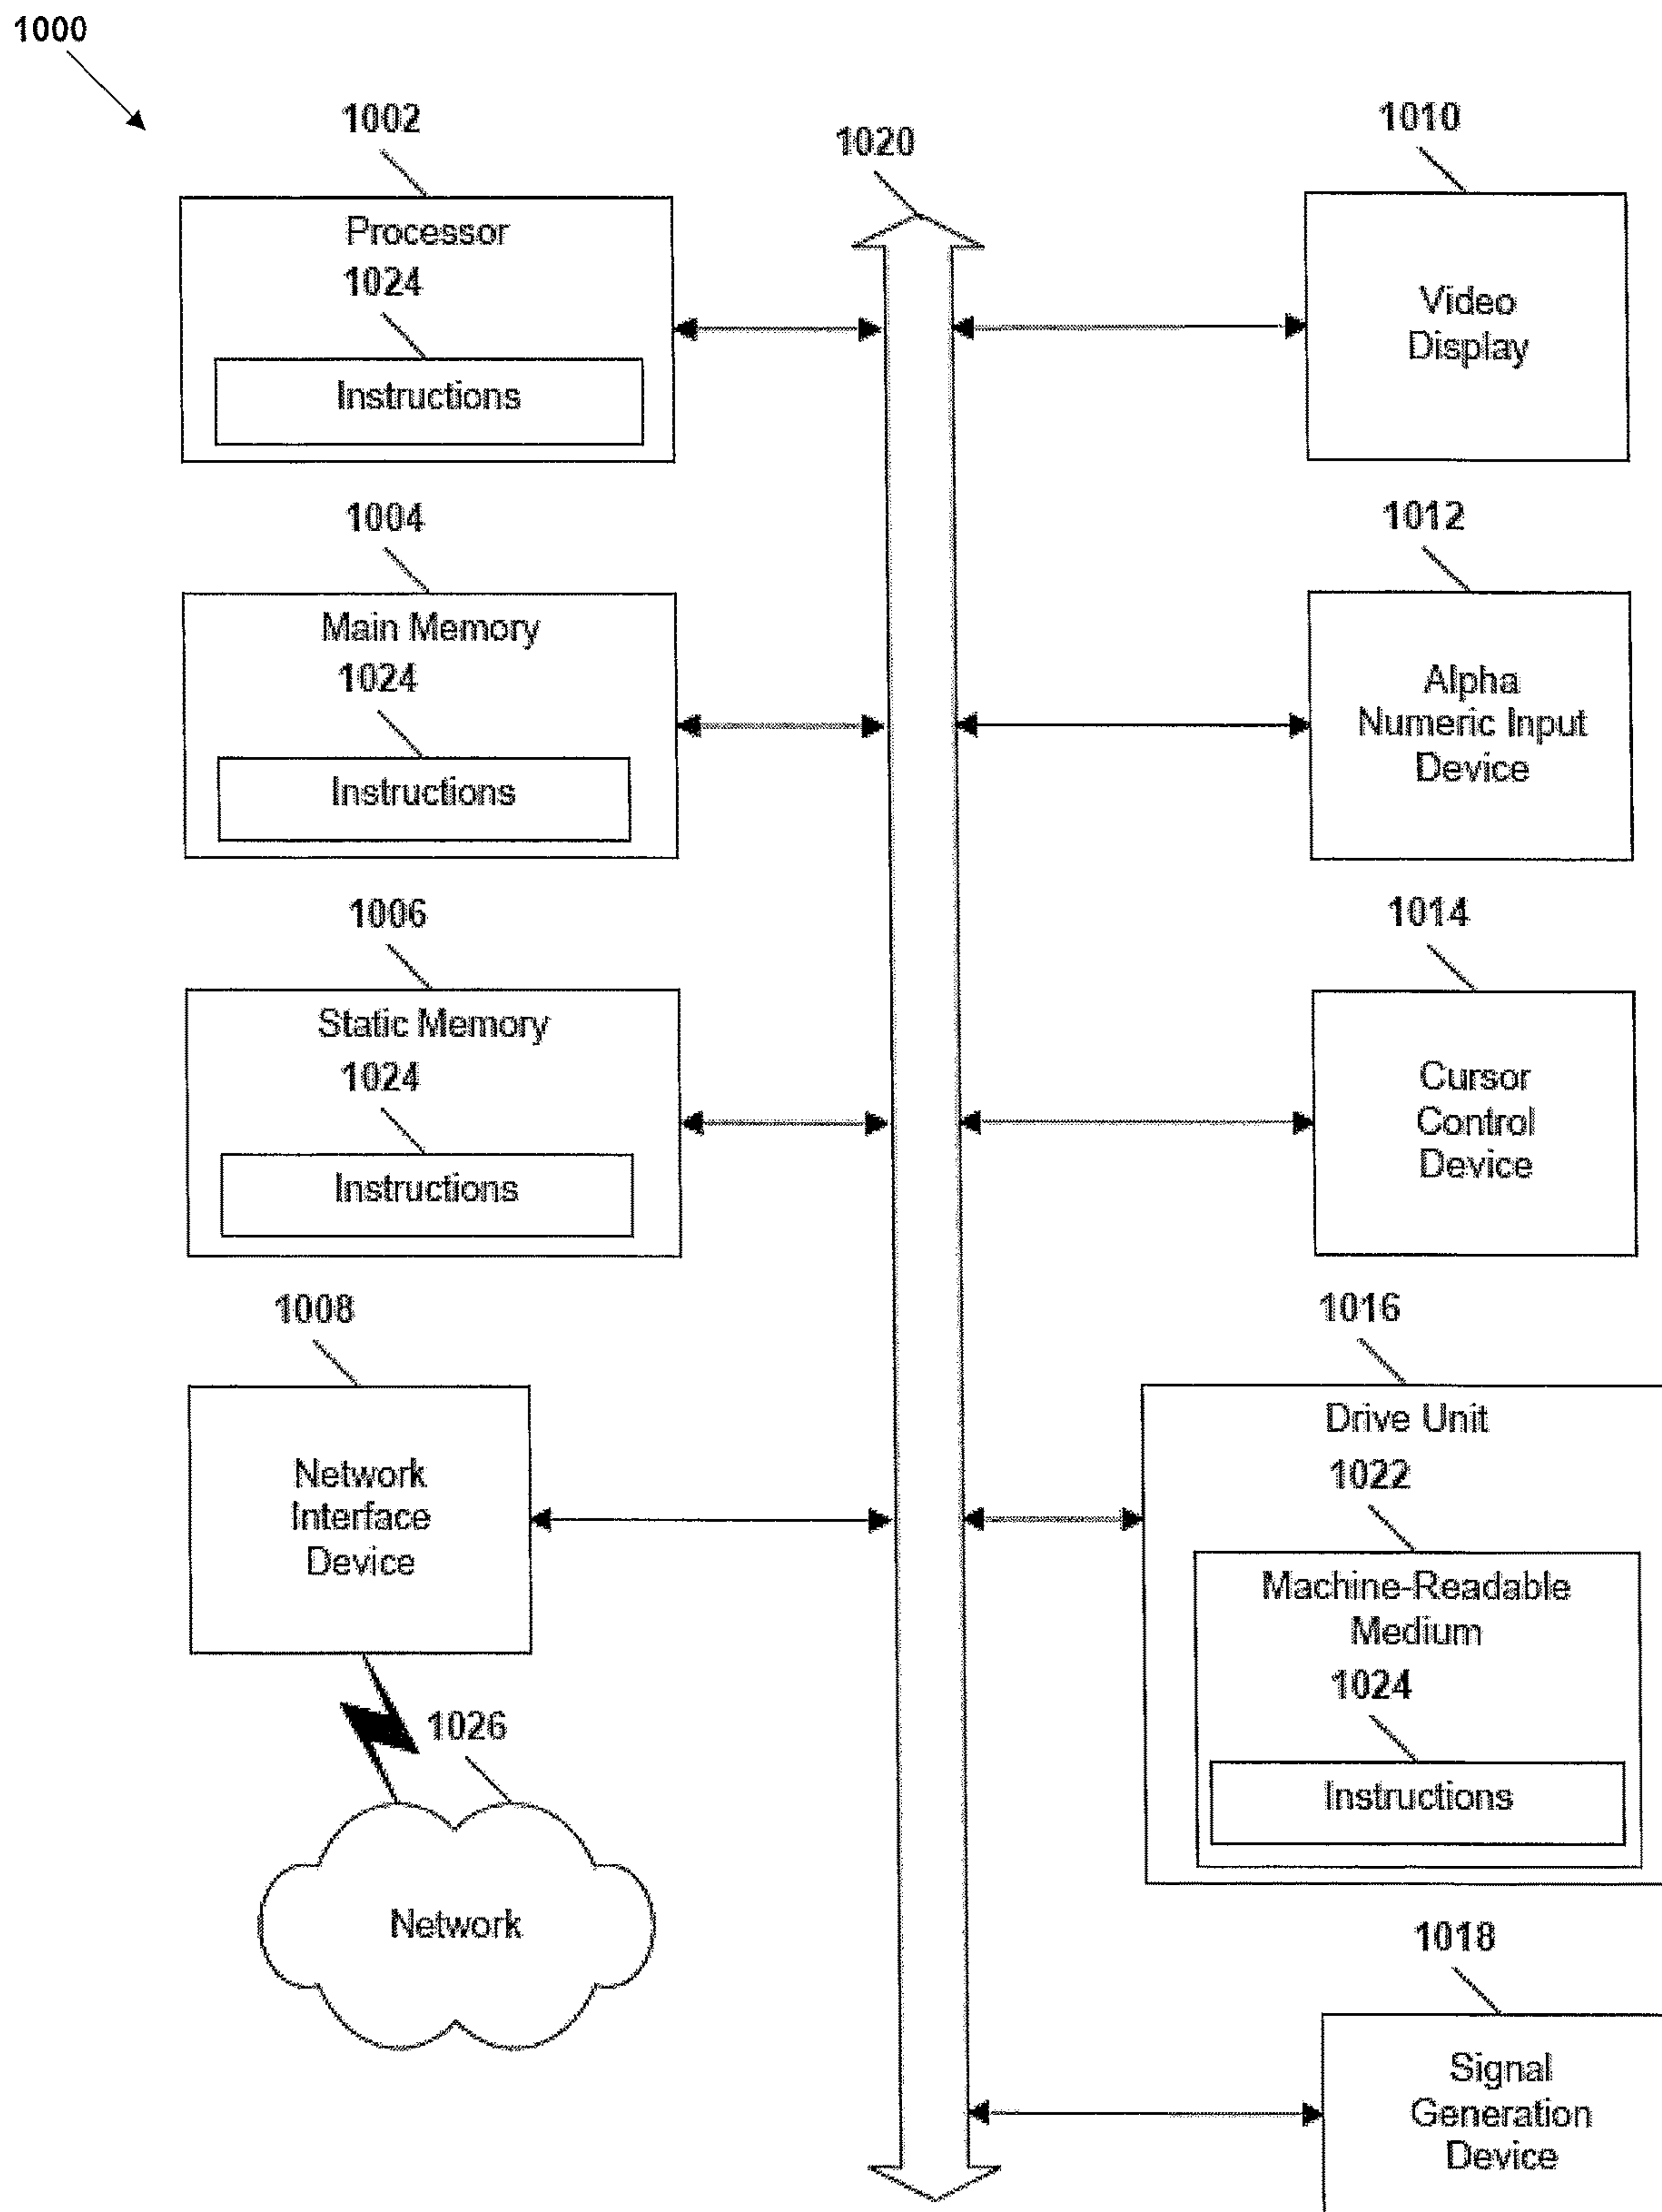 1000
1002
Processor
1024
Instructions
1004
Main Memory
1024
Instructions
1006
Static Memory
1024
Instructions
1008
Network
Interface
Device
1026
Network
1020
1010
Video
Display
1012
Alpha
Numeric Input
Device
1014
Cursor
Control
Device
1016
Drive Unit
1022
Machine-Readable
Medium
1024
Instructions
1018
Signal
Generation
Device